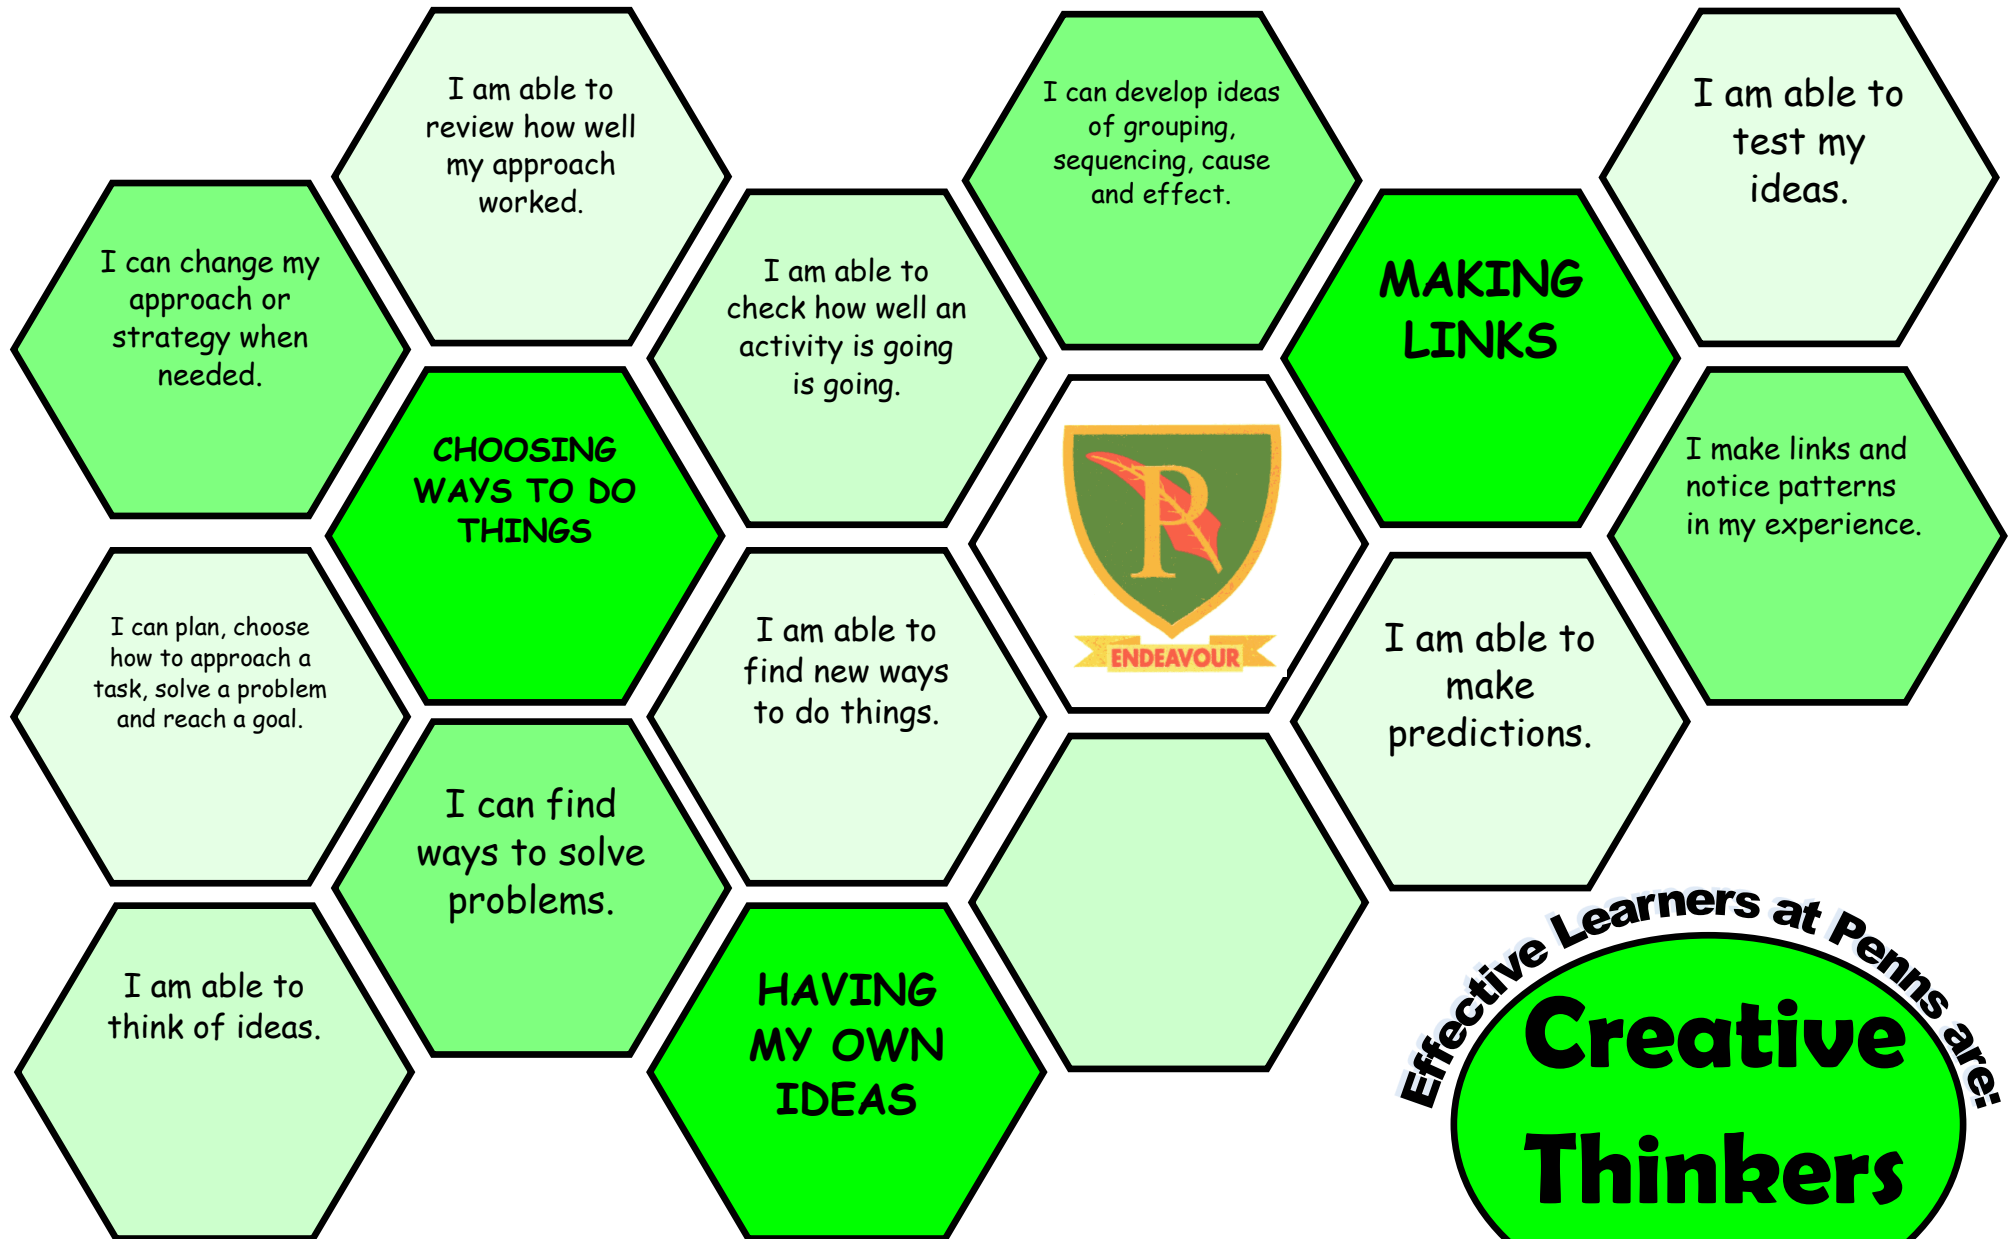 I am able to
review how well
my approach
worked.
I can develop ideas
of grouping,
sequencing, cause
and effect.
I am able to
test my
ideas.
I can change my
approach or
strategy when
needed.
I am able to
check how well an
activity is going
is going.
MAKING
LINKS
CHOOSING
WAYS TO DO
THINGS
P
ENDEAVOUR
I make links and
notice patterns
in my experience.
I can plan, choose
how to approach a
task, solve a problem
and reach a goal.
I am able to
find new ways
to do things.
I am able to
make
predictions.
I can find
ways to solve
problems.
I am able to
think of ideas.
HAVING
MY OWN
IDEAS
Effective Learners at Penns are:
Creative
Thinkers